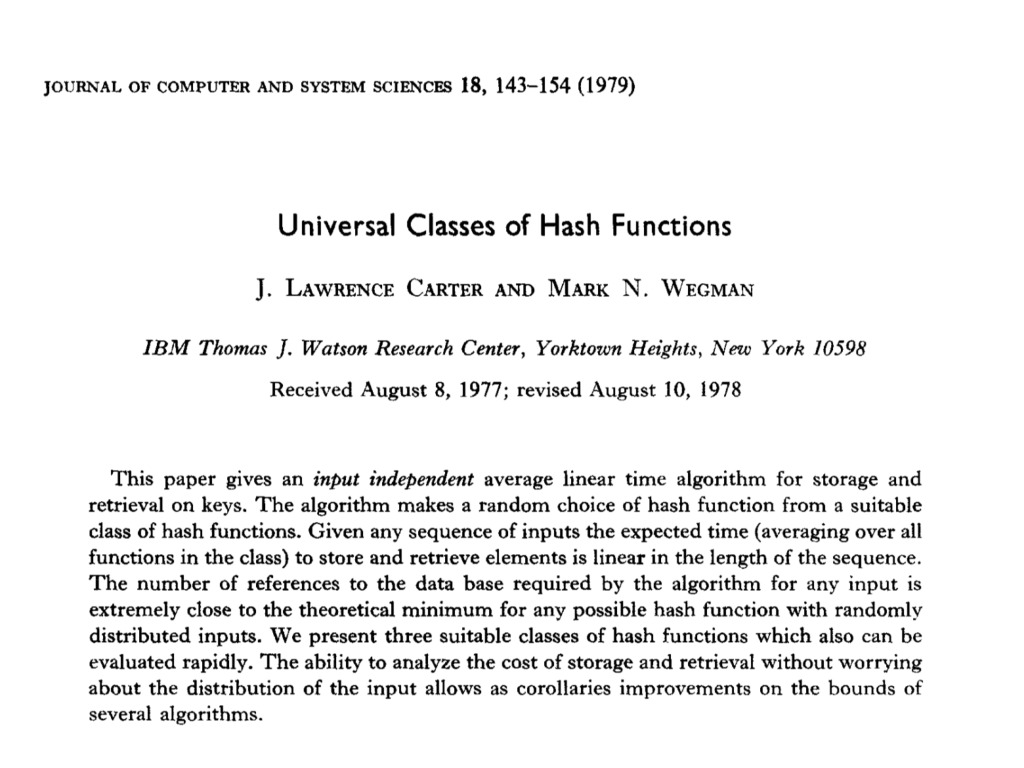 JOURNAL OF COMPUTER AND SYSTEM SCIENCES 18, 143–154 (1979)
Universal Classes of Hash Functions
J. LAWRENCE CARTER AND MARK N. WEGMAN
IBM Thomas J. Watson Research Center, Yorktown Heights, New York 10598
Received August 8, 1977; revised August 10, 1978
This paper gives an input independent average linear time algorithm for storage and
retrieval on keys. The algorithm makes a random choice of hash function from a suitable
class of hash functions. Given any sequence of inputs the expected time (averaging over all
functions in the class) to store and retrieve elements is linear in the length of the sequence.
The number of references to the data base required by the algorithm for any input is
extremely close to the theoretical minimum for any possible hash function with randomly
distributed inputs. We present three suitable classes of hash functions which also can be
evaluated rapidly. The ability to analyze the cost of storage and retrieval without worrying
about the distribution of the input allows as corollaries improvements on the bounds of
several algorithms.